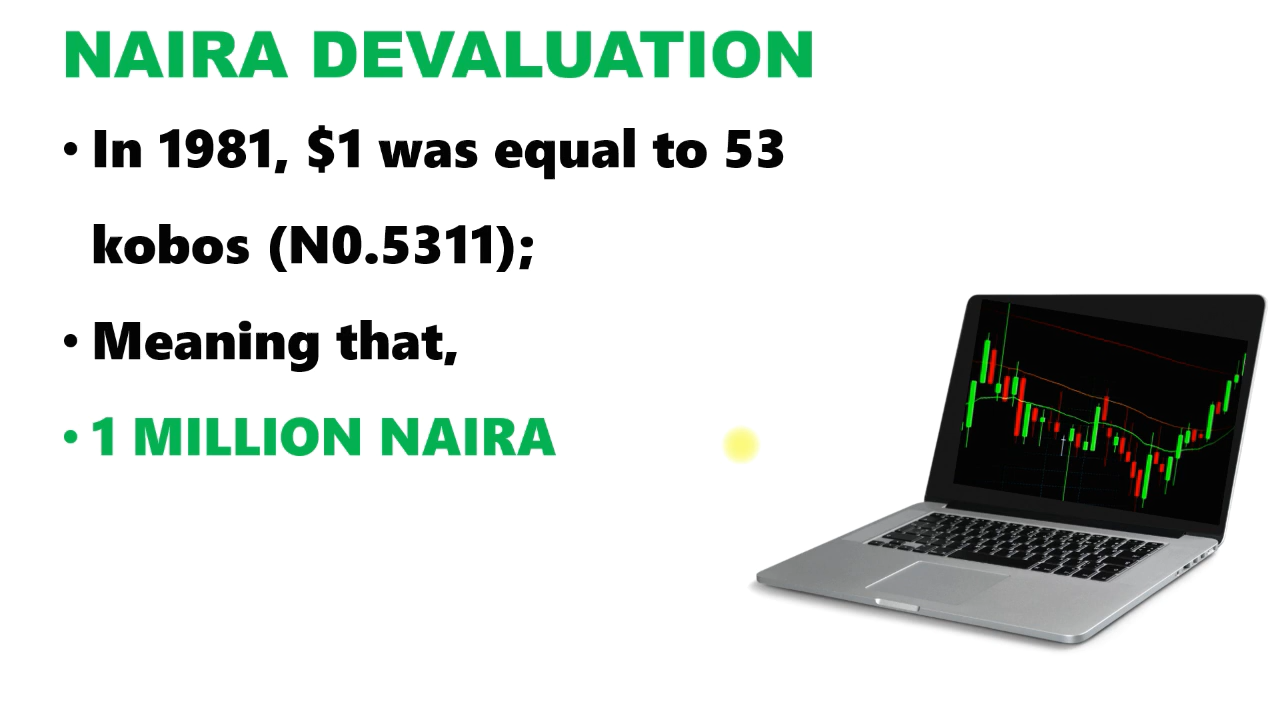 NAIRA DEVALUATION
• In 1981, $1 was equal to 53
kobos (N0.5311);
• Meaning that,
• 1 MILLION NAIRA